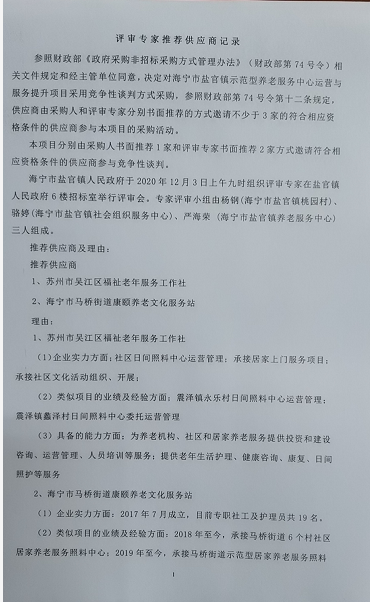 评审专家推荐供应商记录
参照财政部《政府采购非招标采购方式管理办法》（财政部第 74 号令）相
关文件规定和经主管单位同意，决定对海宁市盐官镇示范型养老服务中心运营与
服务提升项目采用竞争性谈判方式采购，参照财政部第 74 号令第十二条规定，
供应商由采购人和评审专家分别书面推荐的方式邀请不少于 3 家的符合相应资
格条件的供应商参与本项目的采购活动。
本项目分别由采购人书面推荐 1 家和评审专家书面推荐 2 家方式邀请符合相
应资格条件的供应商参与竞争性谈判。
海宁市盐官镇人民政府于 2020 年 12 月 3 日上午九时组织评审专家在盐官镇
人民政府 6 楼招标室举行评审会。专家评审小组由杨钢(海宁市盐官镇桃园村)、
骆婷(海宁市盐官镇社会组织服务中心)、严海荣 (海宁市盐官镇养老服务中心)
三人组成。
推荐供应商及理由：
推荐供应商
1、苏州市吴江区福祉老年服务工作社
2、海宁市马桥街道康颐养老文化服务站
理由：
1、苏州市吴江区福祉老年服务工作社
（1）企业实力方面：社区日间照料中心运营管理；承接居家上门服务项目；
承接社区文化活动组织、开展；
（2）类似项目的业绩及经验方面：震泽镇永乐村日间照料中心运营管理；
震泽镇蠡泽村日间照料中心委托运营管理
（3）具备的能力方面：为养老机构、社区和居家养老服务提供投资和建设
咨询、运营管理、人员培训等服务；提供老年生活护理、健康咨询、康复、日间
照护等服务
2、海宁市马桥街道康颐养老文化服务站
（1）企业实力方面：2017 年 7 月成立，目前专职社工及护理员共 19 名。
（2）类似项目的业绩及经验方面：2018 年至今，承接马桥街道 6 个村社区
居家养老服务照料中心；2019 年至今，承接马桥街道示范型居家养老服务照料
1